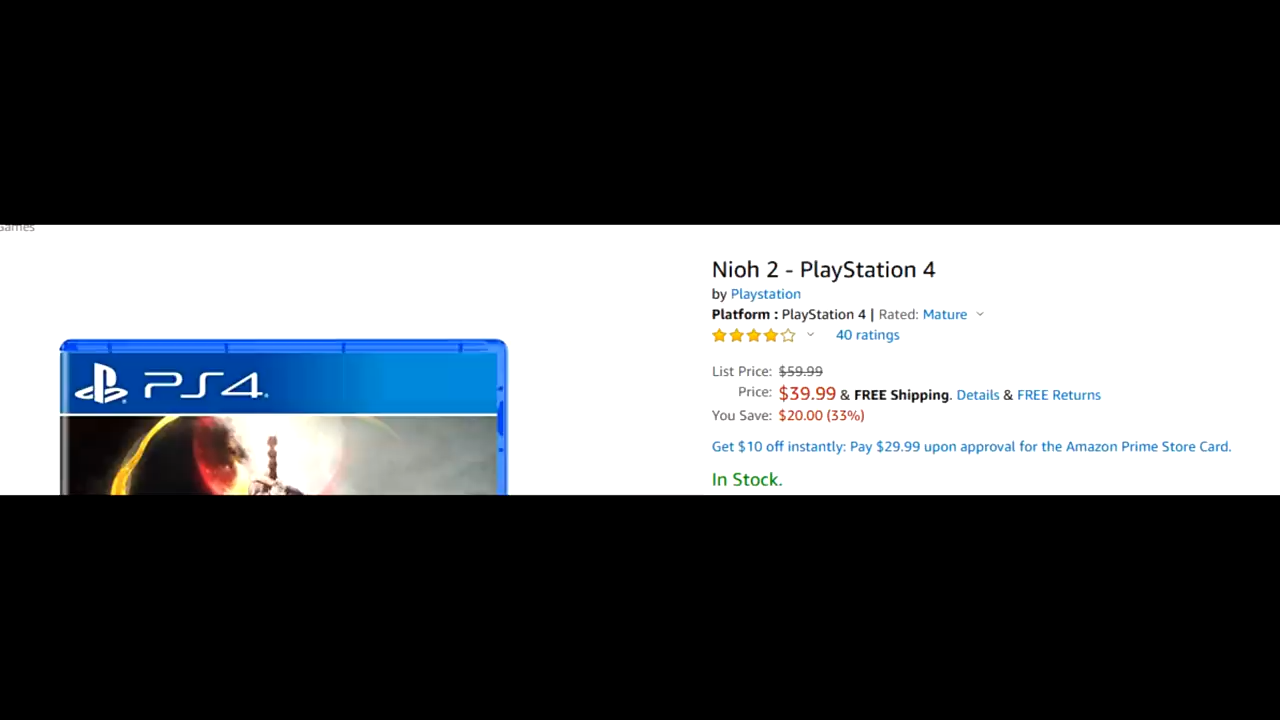 Games
Nioh 2 - PlayStation 4
by Playstation
Platform : PlayStation 4 | Rated: Mature
40 ratings
List Price: $59.99
Price: $39.99 & FREE Shipping. Details & FREE Returns
You Save: $20.00 (33%)
Get $10 off instantly: Pay $29.99 upon approval for the Amazon Prime Store Card.
In Stock.
PS4